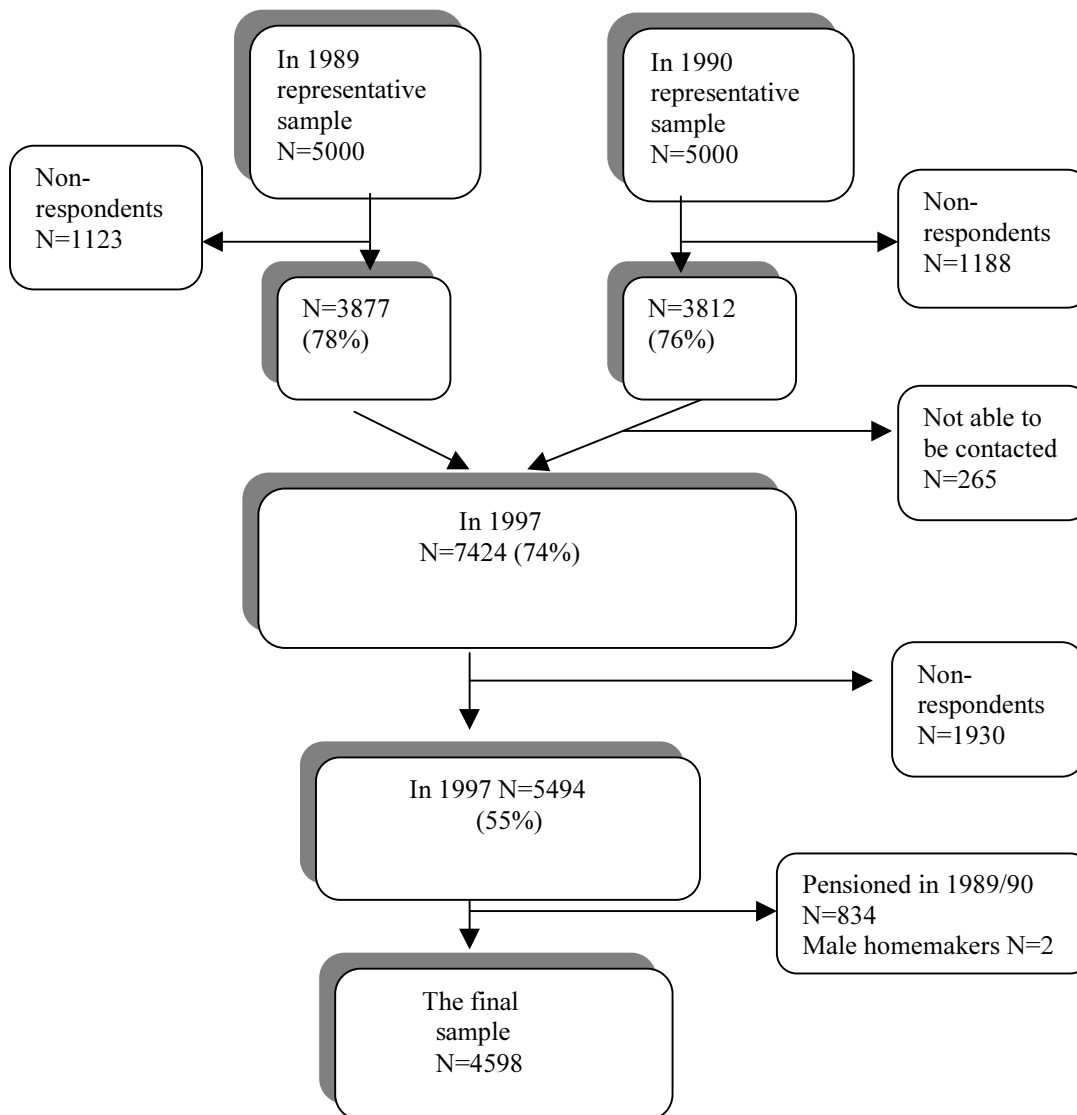 In 1989
representative
sample
N=5000
In 1990
representative
sample
N=5000
Non-
respondents
N=1123
Non-
respondents
N=1188
N=3877
(78%)
N=3812
(76%)
Not able to
be contacted
N=265
In 1997
N=7424 (74%)
Non-
respondents
N=1930
In 1997 N=5494
(55%)
Pensioned in 1989/90
N=834
Male homemakers N=2
The final
sample
N=4598